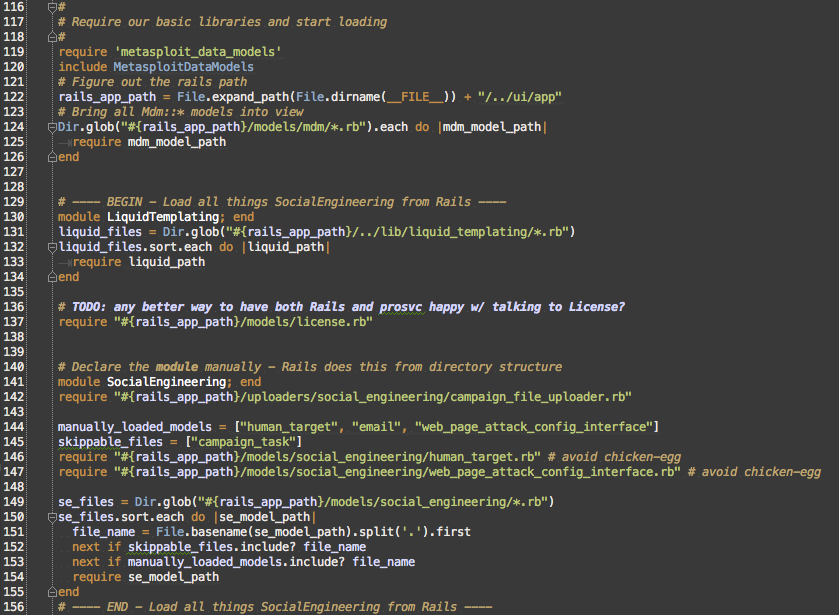 116 #
117 # Require our basic libraries and start loading
118 #
119 require 'metasploit_data_models'
120 include MetasploitDataModels
121 # Figure out the rails path
122 rails_app_path = File.expand_path(File.dirname(__FILE__)) + "/../ui/app"
123 # Bring all Mdm::* models into view
124 Dir.glob("#{rails_app_path}/models/mdm/*.rb").each do |mdm_model_path|
125 require mdm_model_path
126 end
127
128
129 # ---- BEGIN - Load all things SocialEngineering from Rails ----
130 module LiquidTemplating; end
131 liquid_files = Dir.glob("#{rails_app_path}/../lib/liquid_templating/*.rb")
132 liquid_files.sort.each do |liquid_path|
133 require liquid_path
134 end
135
136 # TODO: any better way to have both Rails and prosvc happy w/ talking to License?
137 require "#{rails_app_path}/models/license.rb"
138
139
140 # Declare the module manually - Rails does this from directory structure
141 module SocialEngineering; end
142 require "#{rails_app_path}/uploaders/social_engineering/campaign_file_uploader.rb"
143
144 manually_loaded_models = ["human_target", "email", "web_page_attack_config_interface"]
145 skippable_files = ["campaign_task"]
146 require "#{rails_app_path}/models/social_engineering/human_target.rb" # avoid chicken-egg
147 require "#{rails_app_path}/models/social_engineering/web_page_attack_config_interface.rb" # avoid chicken-egg
148
149 se_files = Dir.glob("#{rails_app_path}/models/social_engineering/*.rb")
150 se_files.sort.each do |se_model_path|
151 file_name = File.basename(se_model_path).split('.').first
152 next if skippable_files.include? file_name
153 next if manually_loaded_models.include? file_name
154 require se_model_path
155 end
156 # ---- END - Load all things SocialEngineering from Rails ----